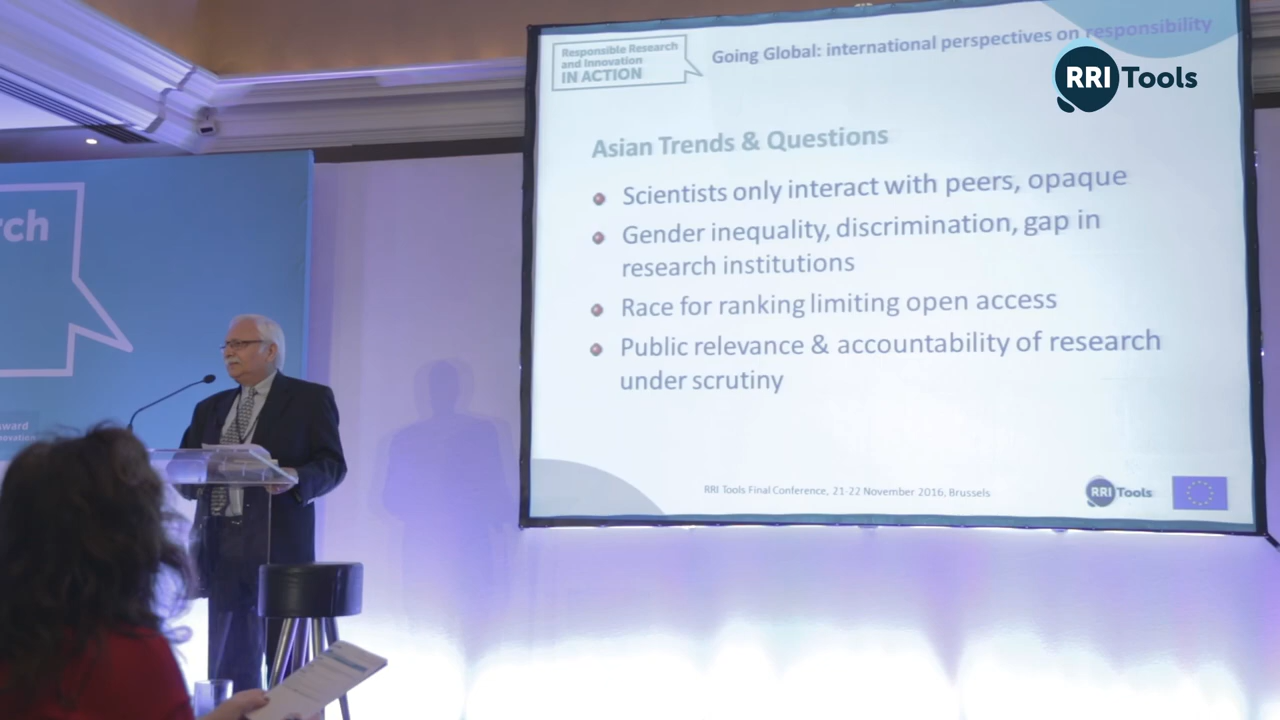 Responsible Research
and Innovation
IN ACTION
Going Global: international perspectives on responsibility
RRI Tools
Asian Trends & Questions
Scientists only interact with peers, opaque
Gender inequality, discrimination, gap in
research institutions
Race for ranking limiting open access
Public relevance & accountability of research
under scrutiny
RRI Tools Final Conference, 21-22 November 2016, Brussels
RRI Tools
rch
ward
novation